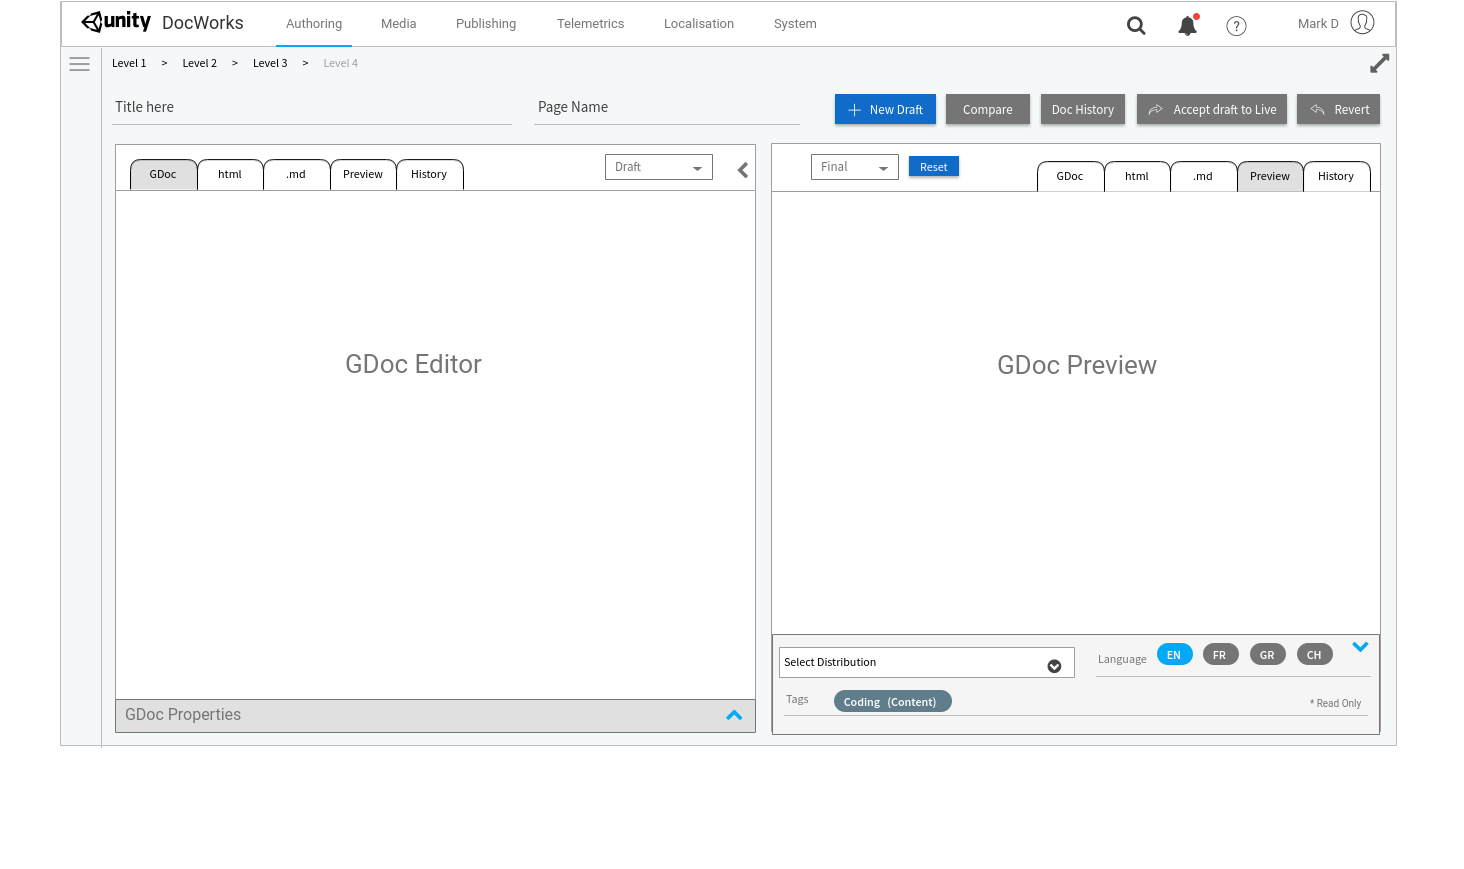 unity DocWorks Authoring Media Publishing Telemetrics Localisation System ? Mark D
Level 1 > Level 2 > Level 3 > Level 4
Title here Page Name New Draft Compare Doc History Accept draft to Live Revert
GDoc html .md Preview History Draft Final Reset GDoc html .md Preview History
GDoc Editor
GDoc Preview
Select Distribution Language EN FR GR CH
Tags Coding (Content) * Read Only
GDoc Properties